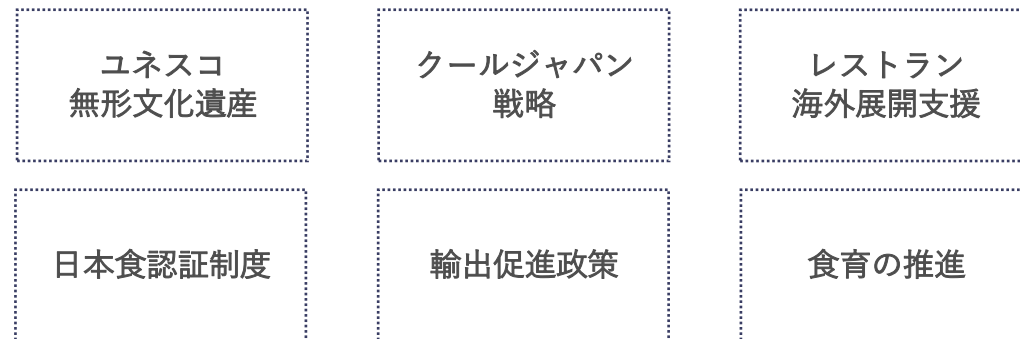 ユネスコ
無形文化遺産
クールジャパン
戦略
レストラン
海外展開支援
日本食認証制度
輸出促進政策
食育の推進